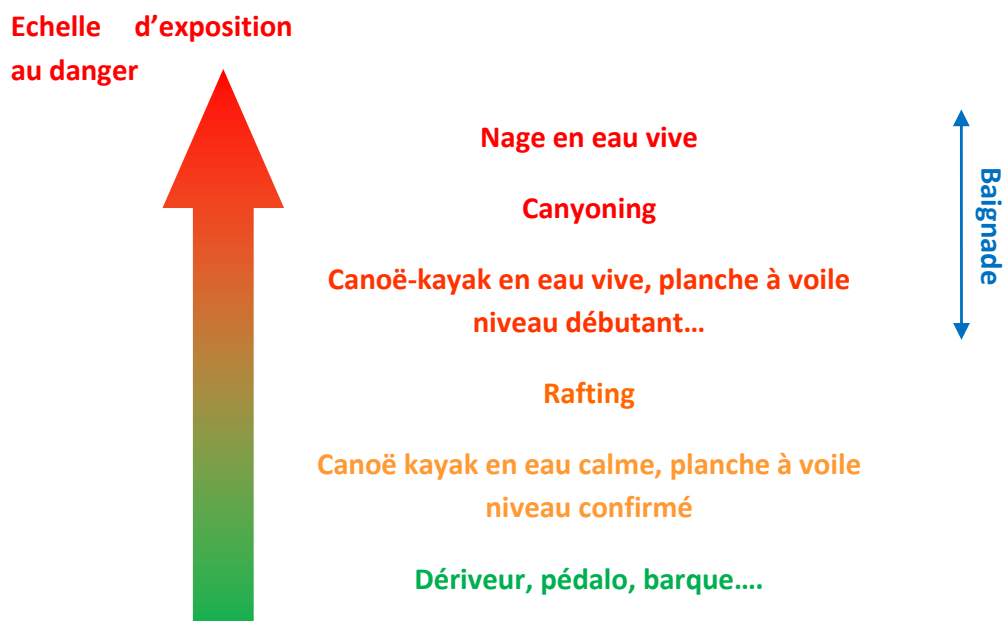 Echelle d’exposition
au danger
Nage en eau vive
Canyoning
Canoë-kayak en eau vive, planche à voile
niveau débutant…
Rafting
Canoë kayak en eau calme, planche à voile
niveau confirmé
Dériveur, pédalo, barque….
Baignade